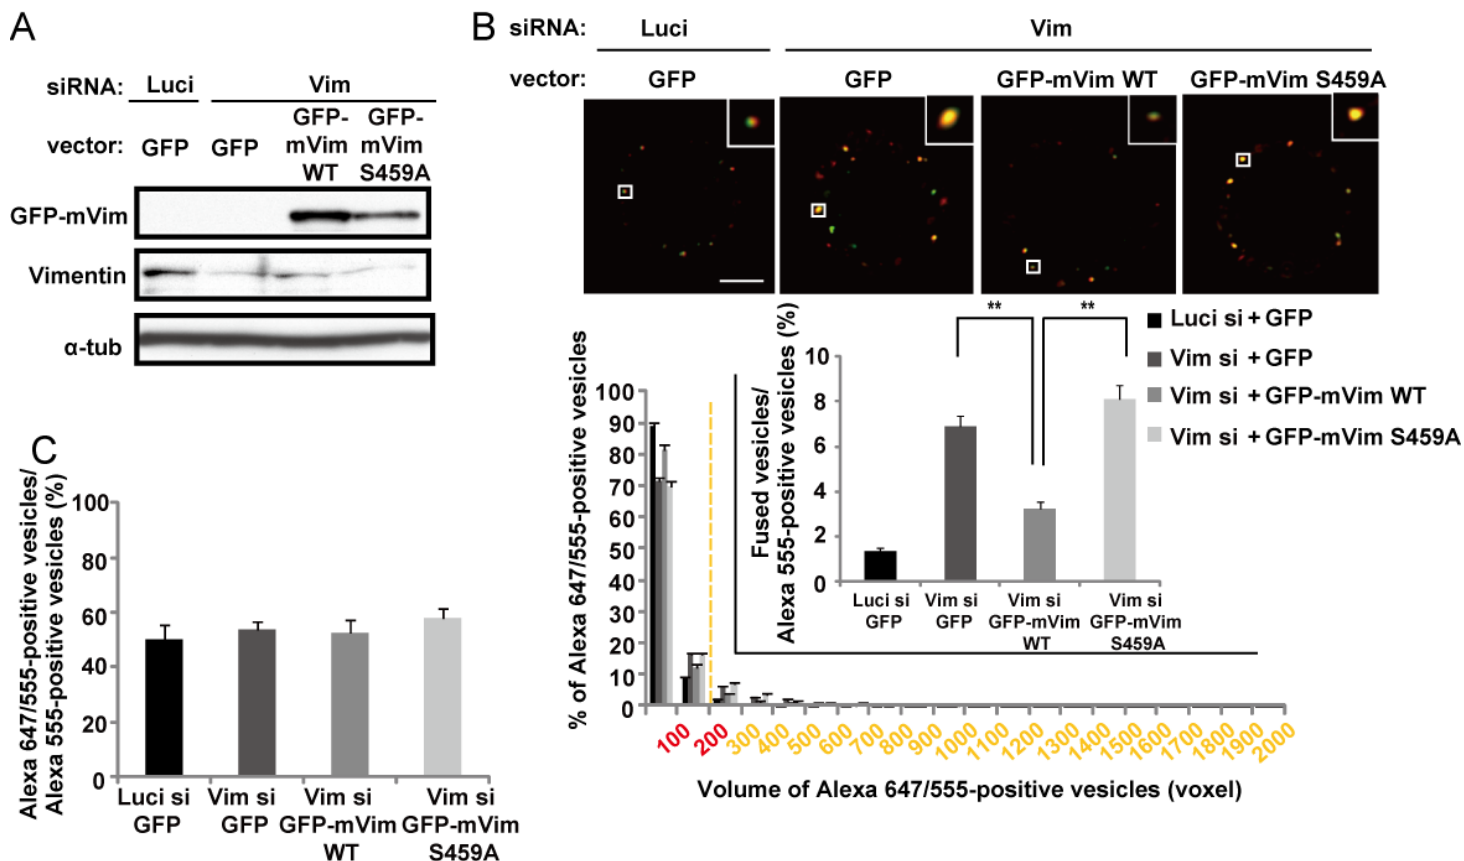 A
siRNA: Luci Vim
vector: GFP GFP GFP-mVim WT GFP-mVim S459A
GFP-mVim
Vimentin
α-tub
B
siRNA: Luci Vim
vector: GFP GFP GFP-mVim WT GFP-mVim S459A
% of Alexa 647/555-positive vesicles
100
90
80
70
60
50
40
30
20
10
0
100 200 300 400 500 600 700 800 900 1000 1100 1200 1300 1400 1500 1600 1700 1800 1900 2000
Volume of Alexa 647/555-positive vesicles (voxel)
Fused vesicles/
Alexa 555-positive vesicles (%)
10
8
6
4
2
0
** **
Luci si Vim si Vim si Vim si
GFP GFP GFP-mVim GFP-mVim
WT S459A
Luci si + GFP
Vim si + GFP
Vim si + GFP-mVim WT
Vim si + GFP-mVim S459A
C
Alexa 647/555-positive vesicles/
Alexa 555-positive vesicles (%)
100
80
60
40
20
0
Luci si Vim si Vim si Vim si
GFP GFP GFP-mVim GFP-mVim
WT S459A